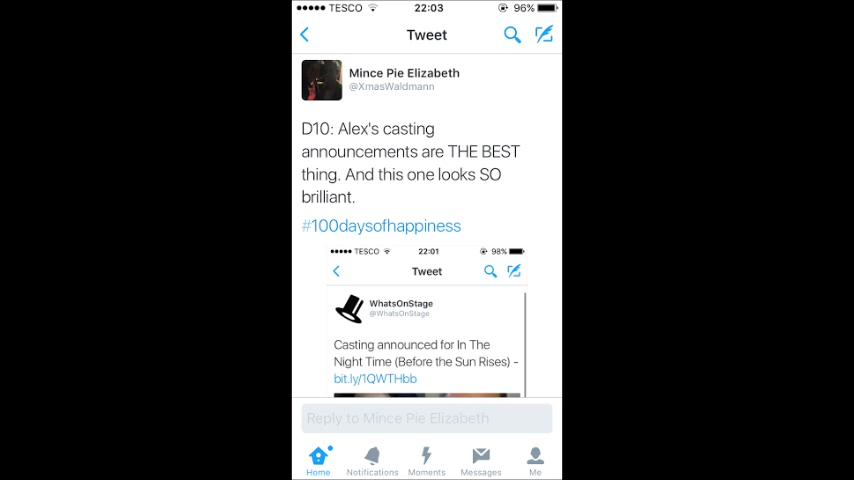 TESCO 22:03 96%
Tweet
Mince Pie Elizabeth
@XmasWaldmann
D10: Alex's casting
announcements are THE BEST
thing. And this one looks SO
brilliant.
#100daysofhappiness
TESCO 22:01 98%
Tweet
WhatsOnStage
@WhatsOnStage
Casting announced for In The
Night Time (Before the Sun Rises) -
bit.ly/1QWTHbb
Reply to Mince Pie Elizabeth
Home Notifications Moments Messages Me